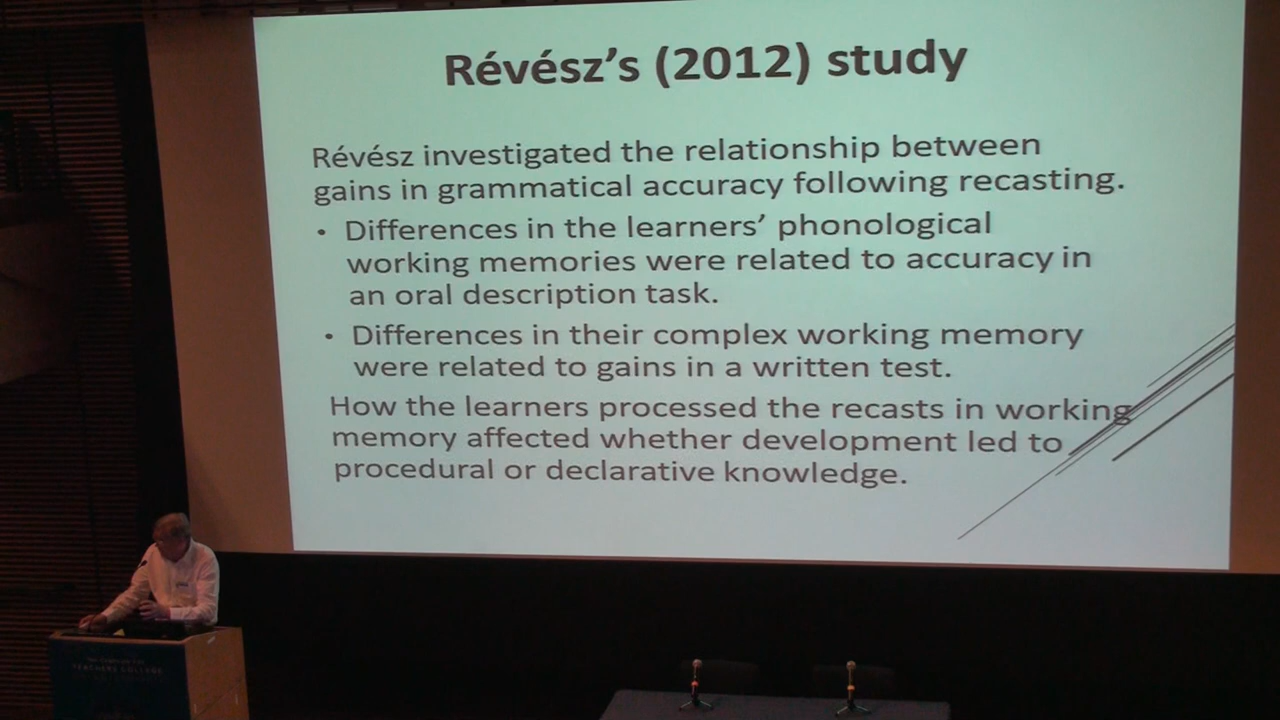 Révész's (2012) study
Révész investigated the relationship between
gains in grammatical accuracy following recasting.
• Differences in the learners' phonological
working memories were related to accuracy in
an oral description task.
• Differences in their complex working memory
were related to gains in a written test.
How the learners processed the recasts in working
memory affected whether development led to
procedural or declarative knowledge.
TEACHERS COLLEGE